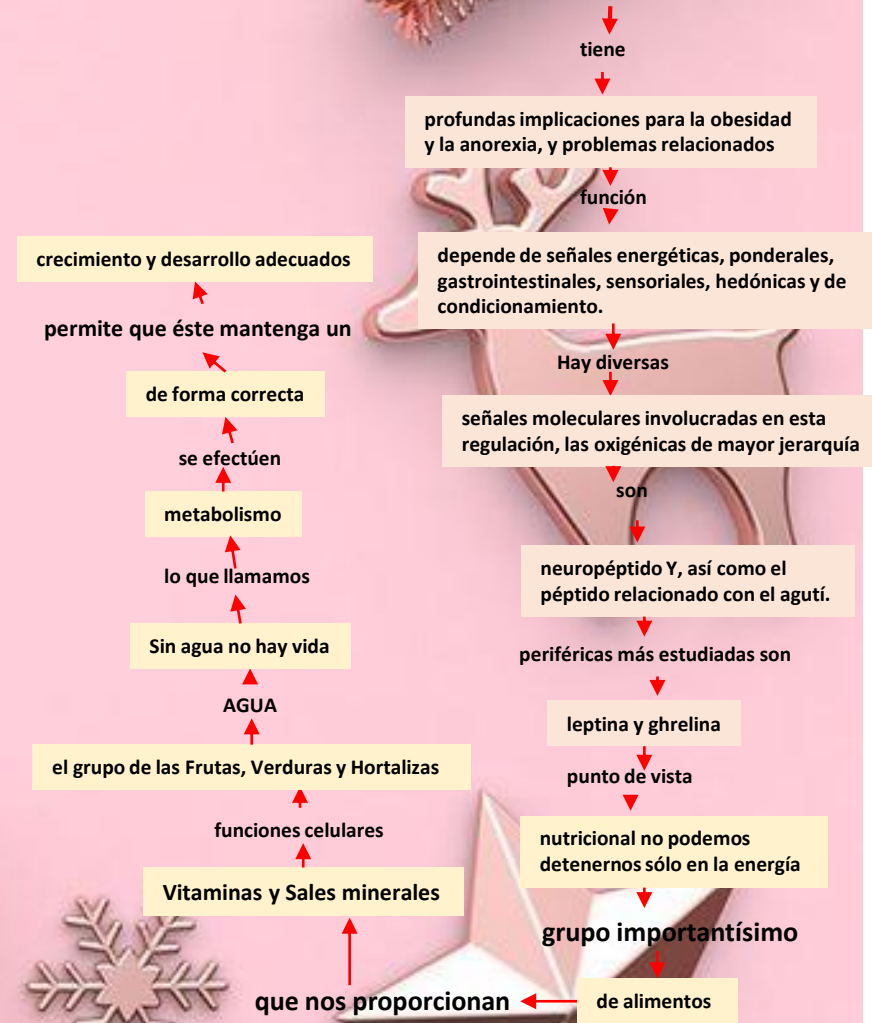 tiene
profundas implicaciones para la obesidad
y la anorexia, y problemas relacionados
función
depende de señales energéticas, ponderales,
gastrointestinales, sensoriales, hedónicas y de
condicionamiento.
Hay diversas
señales moleculares involucradas en esta
regulación, las oxigénicas de mayor jerarquía
son
neuropéptido Y, así como el
péptido relacionado con el agutí.
periféricas más estudiadas son
leptina y ghrelina
punto de vista
nutricional no podemos
detenernos sólo en la energía
grupo importantísimo
de alimentos
que nos proporcionan
Vitaminas y Sales minerales
funciones celulares
el grupo de las Frutas, Verduras y Hortalizas
AGUA
Sin agua no hay vida
lo que llamamos
metabolismo
se efectúen
de forma correcta
permite que éste mantenga un
crecimiento y desarrollo adecuados